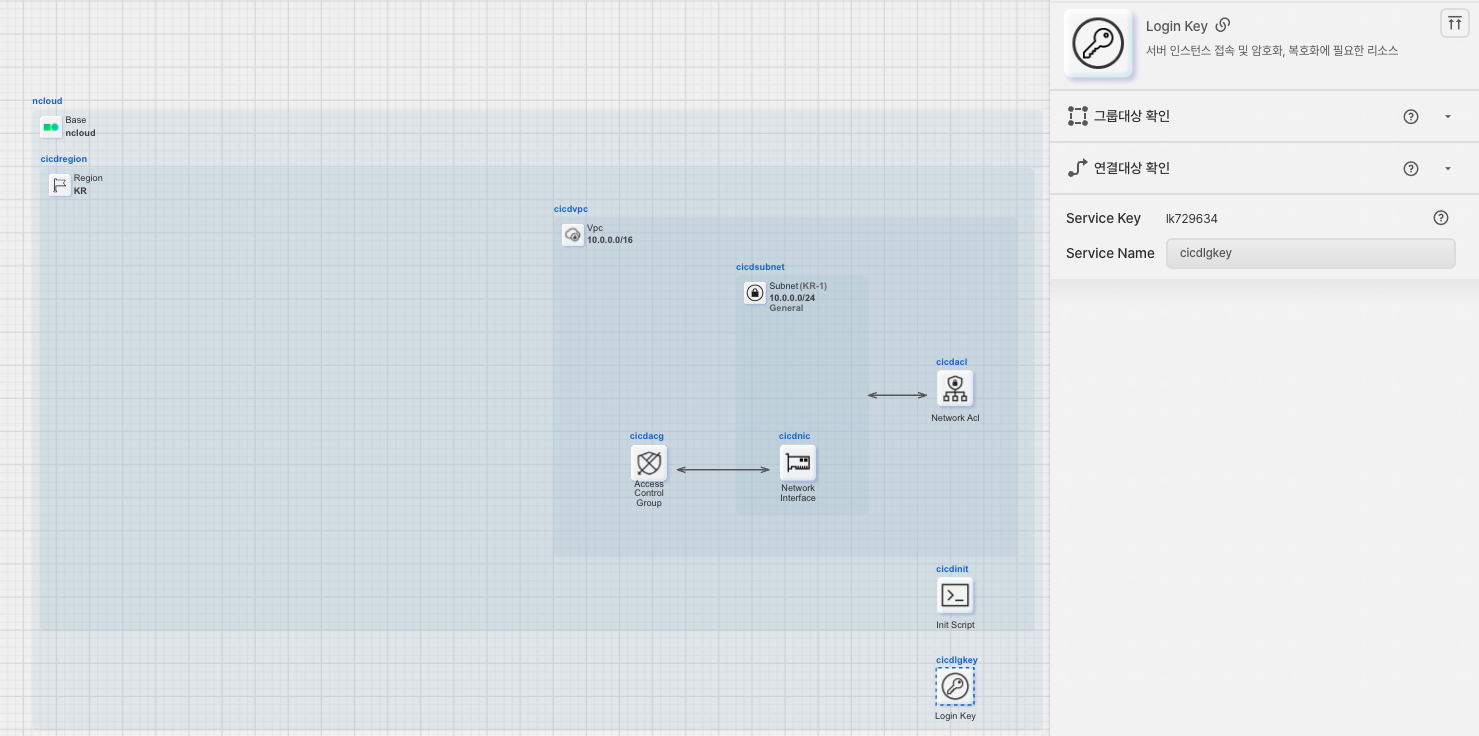 ncloud
Base
ncloud
cicdregion
Region
KR
cicdvpc
Vpc
10.0.0.0/16
cicdsubnet
Subnet(KR-1)
10.0.0.0/24
General
cicdacl
Network Acl
cicdacg
Access
Control
Group
cicdnic
Network
Interface
cicdinit
Init Script
cicdlgkey
Login Key
Login Key
서버 인스턴스 접속 및 암호화, 복호화에 필요한 리소스
그룹대상 확인
연결대상 확인
Service Key lk729634
Service Name cicdlgkey